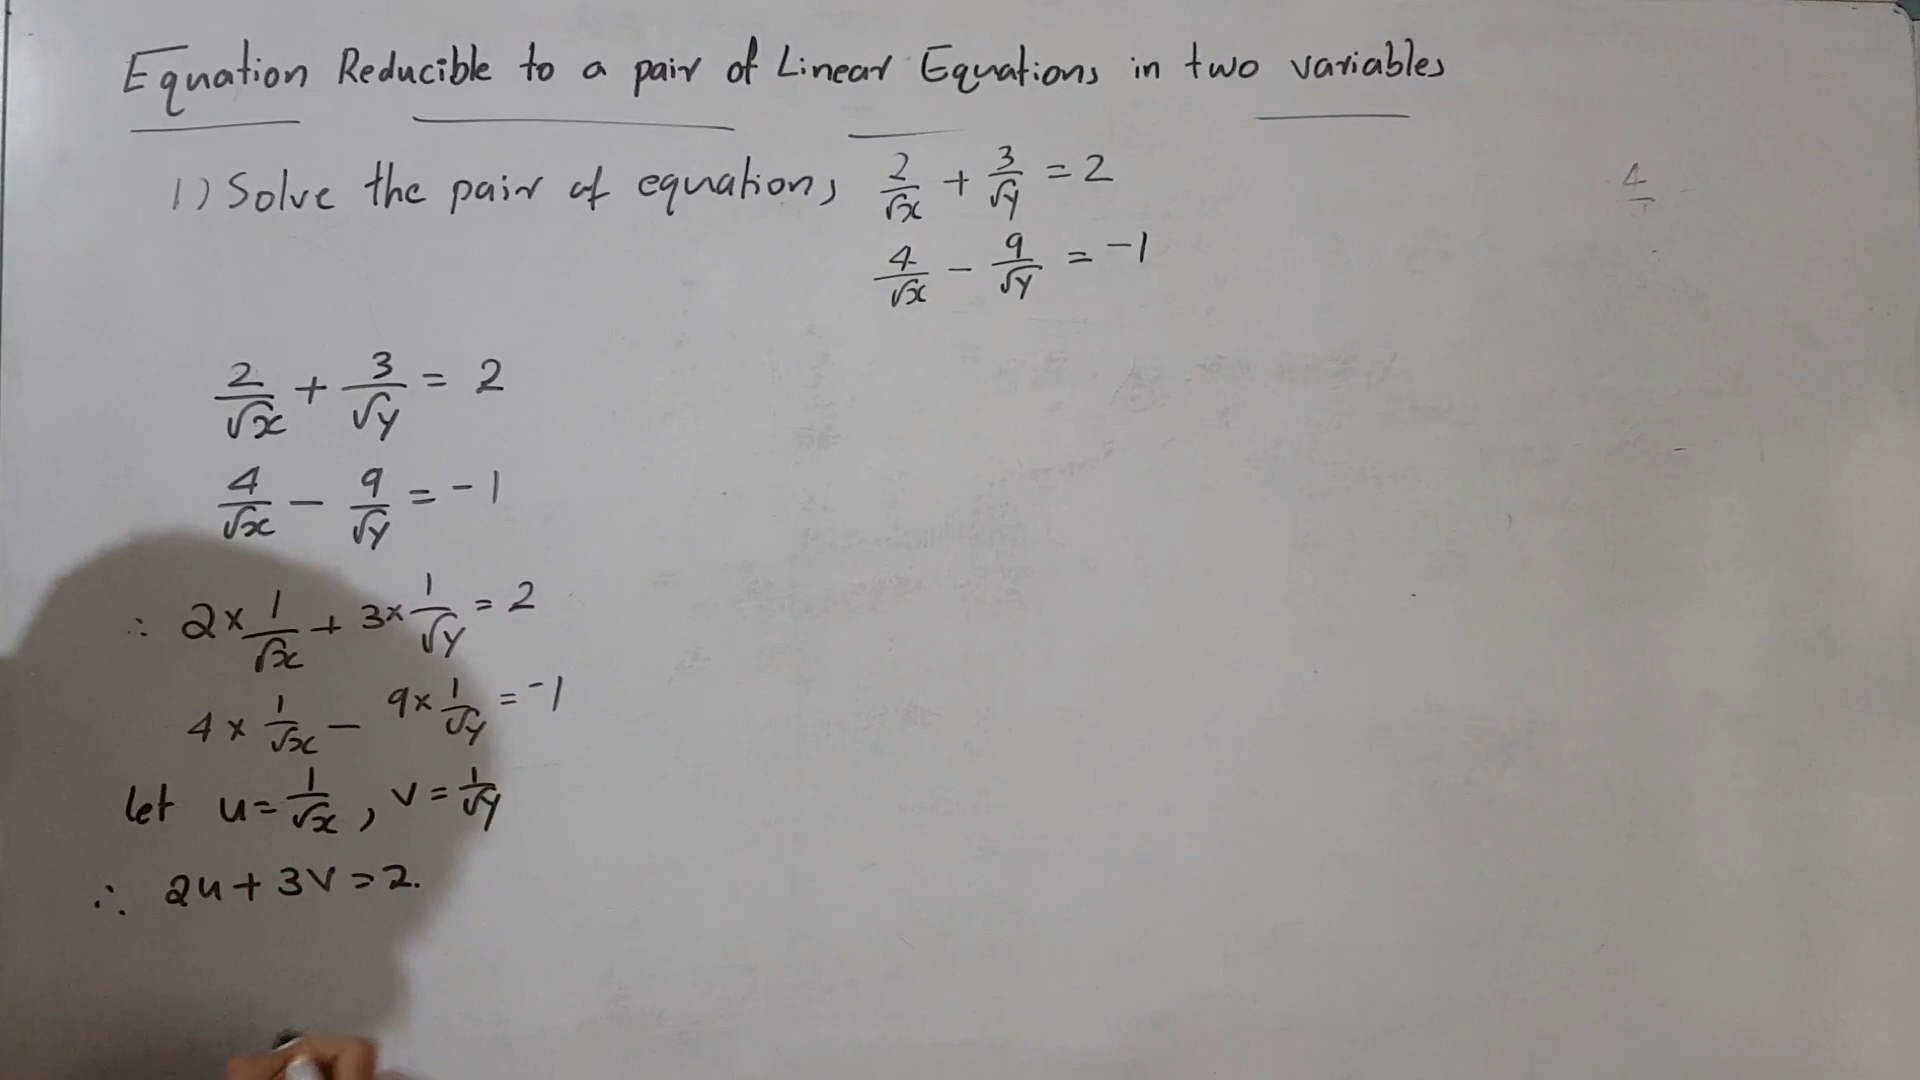 Equation Reducible to a pair of Linear Equations in two variables
1) Solve the pair of equations 2/√x + 3/√y = 2
4/√x - 9/√y = -1
4
2/√x + 3/√y = 2
4/√x - 9/√y = -1
∴ 2 × 1/√x + 3 × 1/√y = 2
4 × 1/√x - 9 × 1/√y = -1
let u = 1/√x , v = 1/√y
∴ 2u + 3v = 2.